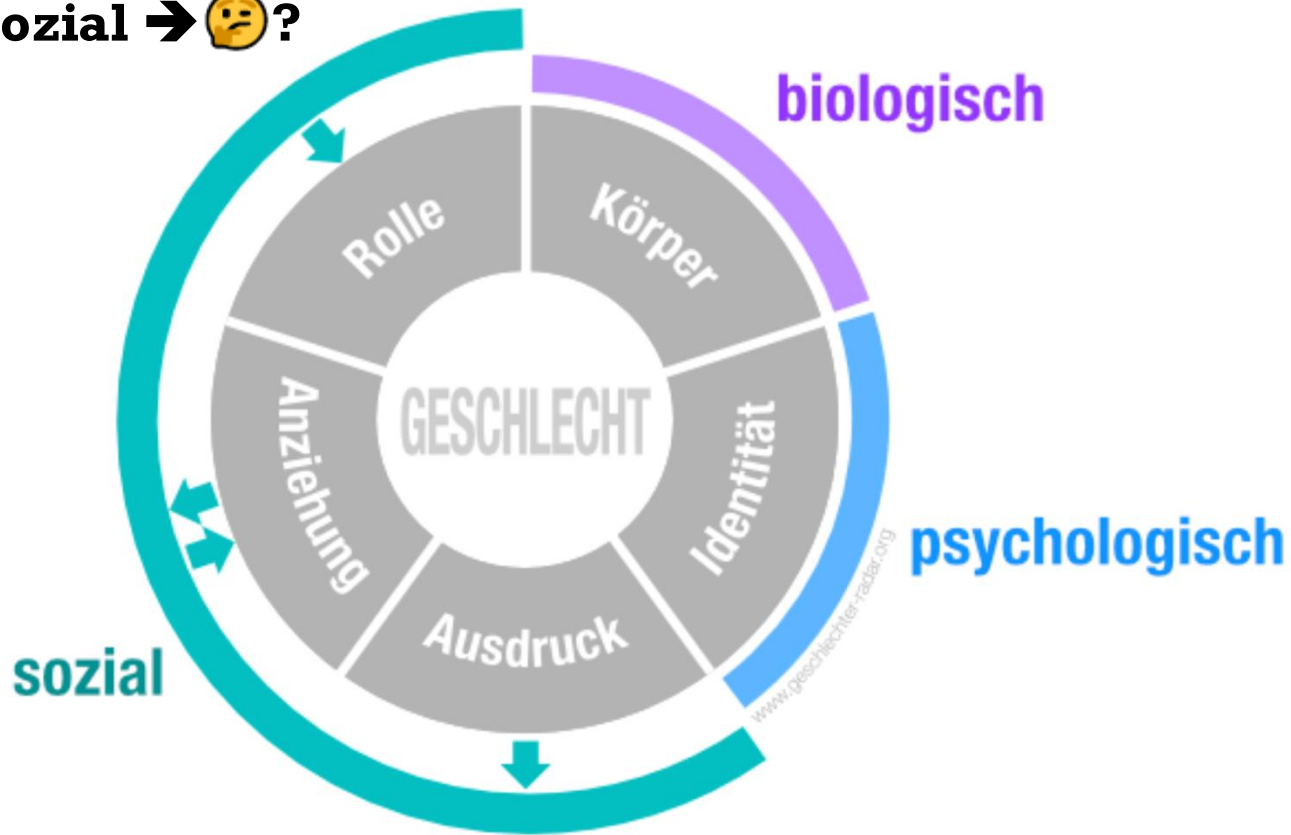 ozial ➔ 🤔?
biologisch
Rolle
Körper
Anziehung
GESCHLECHT
Identität
psychologisch
Ausdruck
sozial
www.geschlechter-radar.org